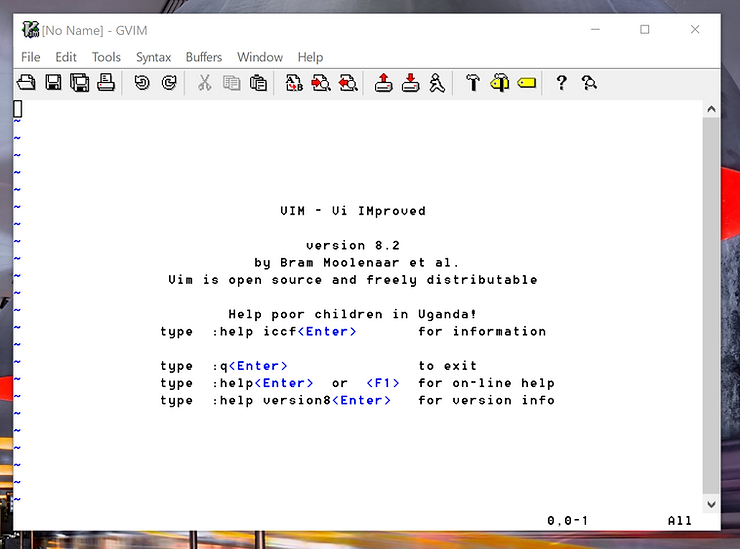 [No Name] - GVIM
File Edit Tools Syntax Buffers Window Help
~
~
~
~
~
~ VIM - Vi IMproved
~
~ version 8.2
~ by Bram Moolenaar et al.
~ Vim is open source and freely distributable
~
~ Help poor children in Uganda!
~ type :help iccf<Enter> for information
~
~ type :q<Enter> to exit
~ type :help<Enter> or <F1> for on-line help
~ type :help version8<Enter> for version info
~
~
~
~
~
0,0-1 All